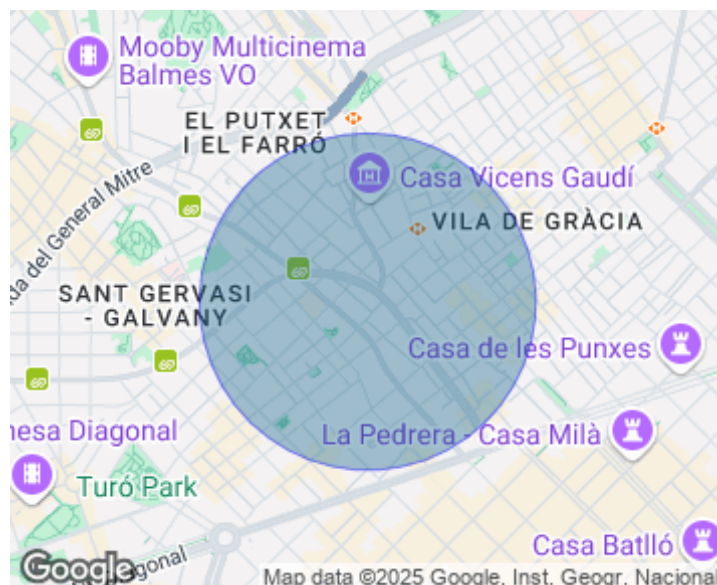 Mooby Multicinema
Balmes VO
EL PUTXET
I EL FARRÓ
Casa Vicens Gaudí
VILA DE GRÀCIA
da del General Mitre
SANT GERVASI
- GALVANY
Casa de les Punxes
nesa Diagonal
La Pedrera - Casa Milà
Turó Park
Casa Batlló
Google
agonal
Map data ©2025 Google, Inst. Geogr. Nacional